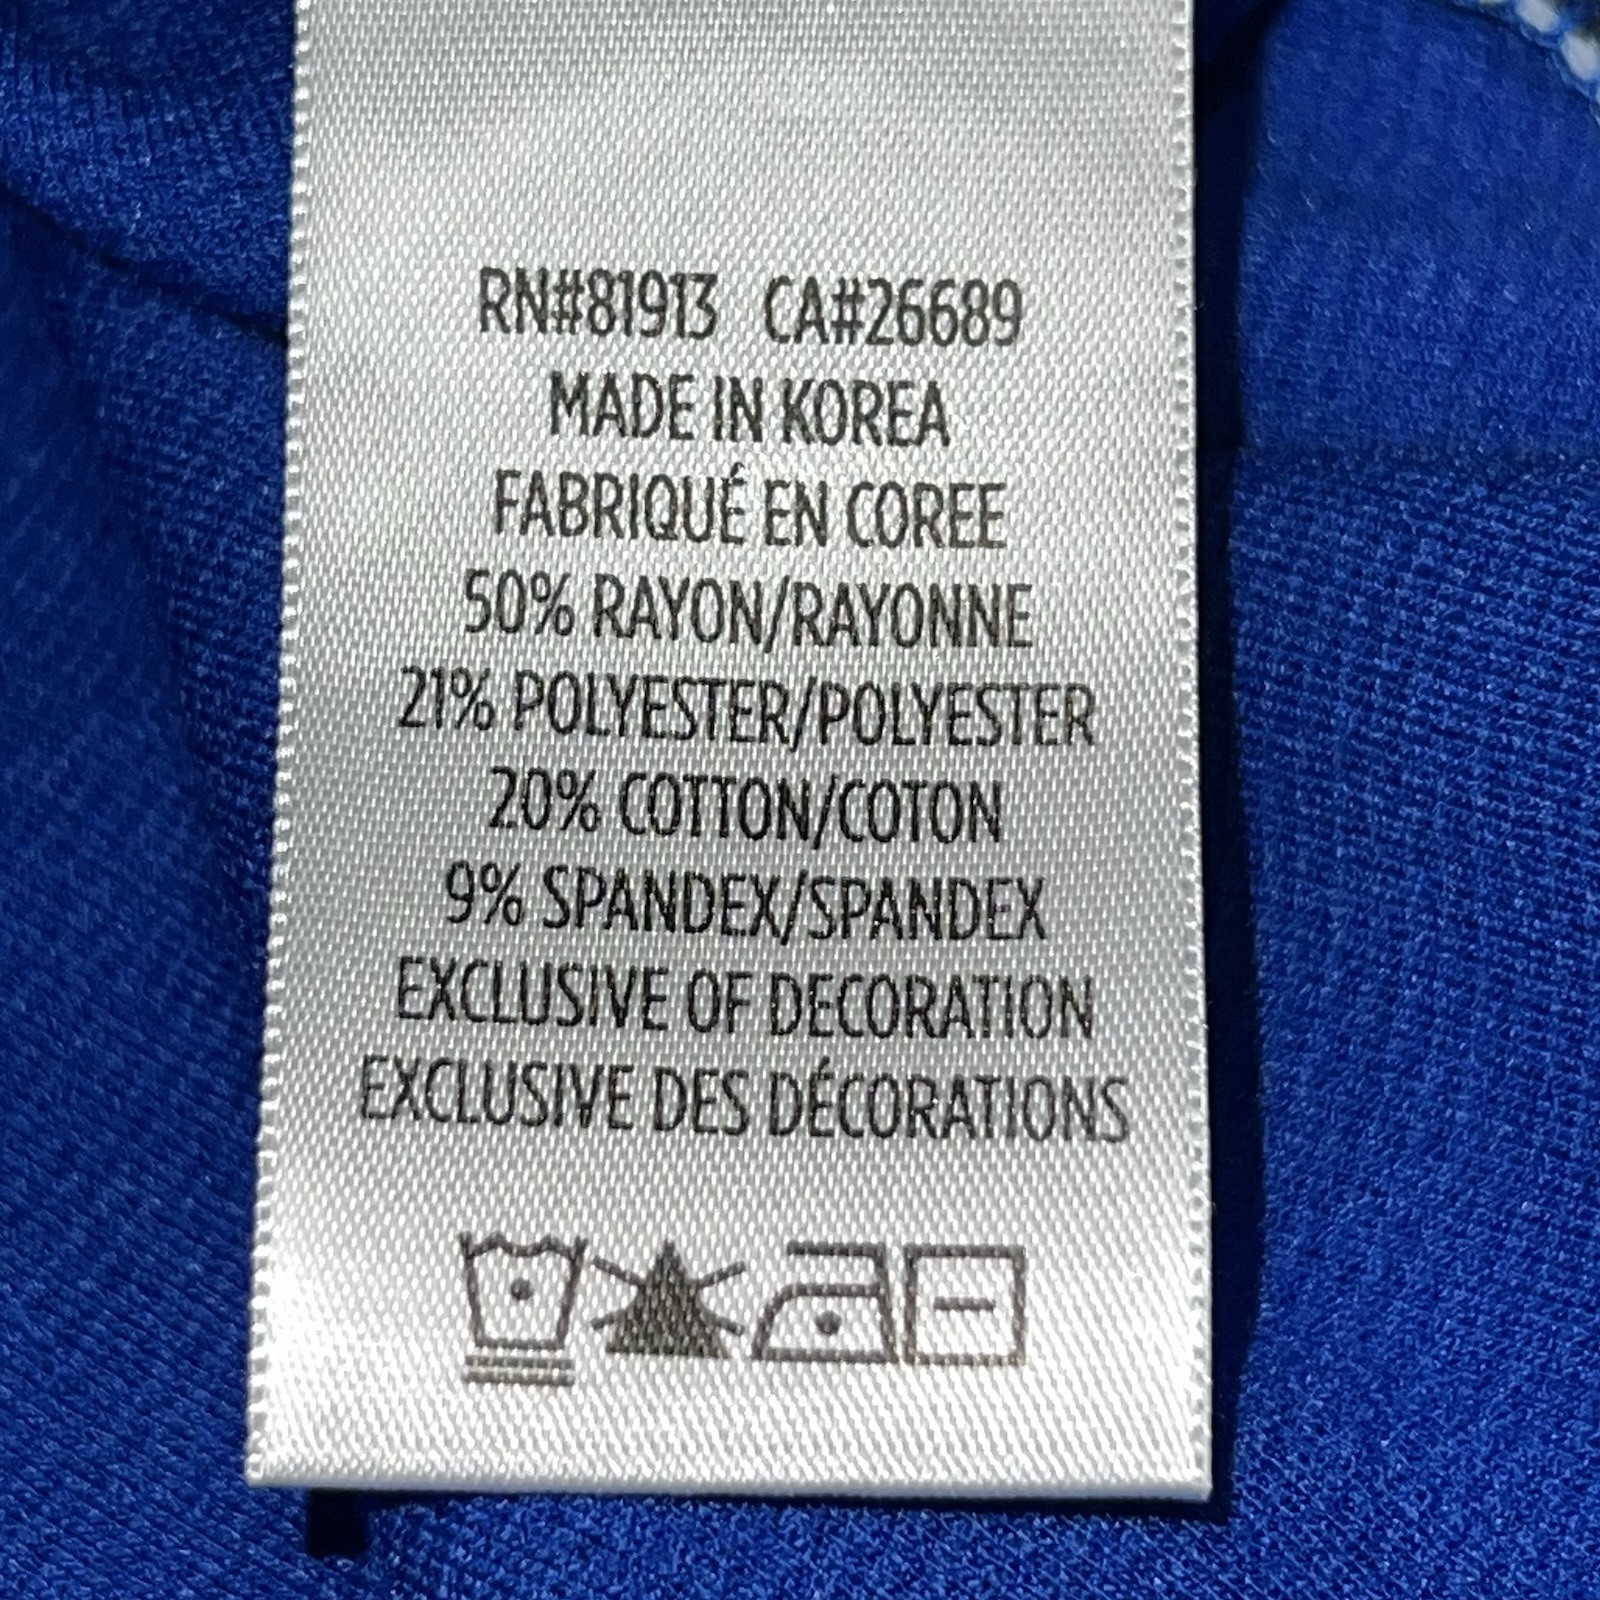 RN#81913 CA#26689
MADE IN KOREA
FABRIQUÉ EN COREE
50% RAYON/RAYONNE
21% POLYESTER/POLYESTER
20% COTTON/COTON
9% SPANDEX/SPANDEX
EXCLUSIVE OF DECORATION
EXCLUSIVE DES DÉCORATIONS